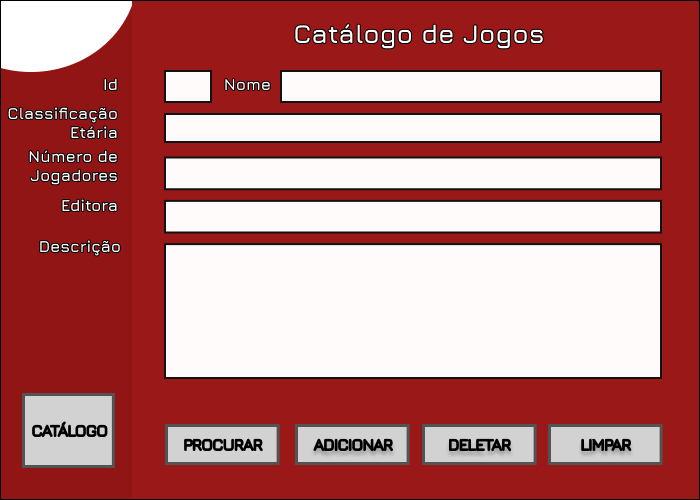 Catálogo de Jogos
Id
Nome
Classificação
Etária
Número de
Jogadores
Editora
Descrição
CATÁLOGO
PROCURAR
ADICIONAR
DELETAR
LIMPAR